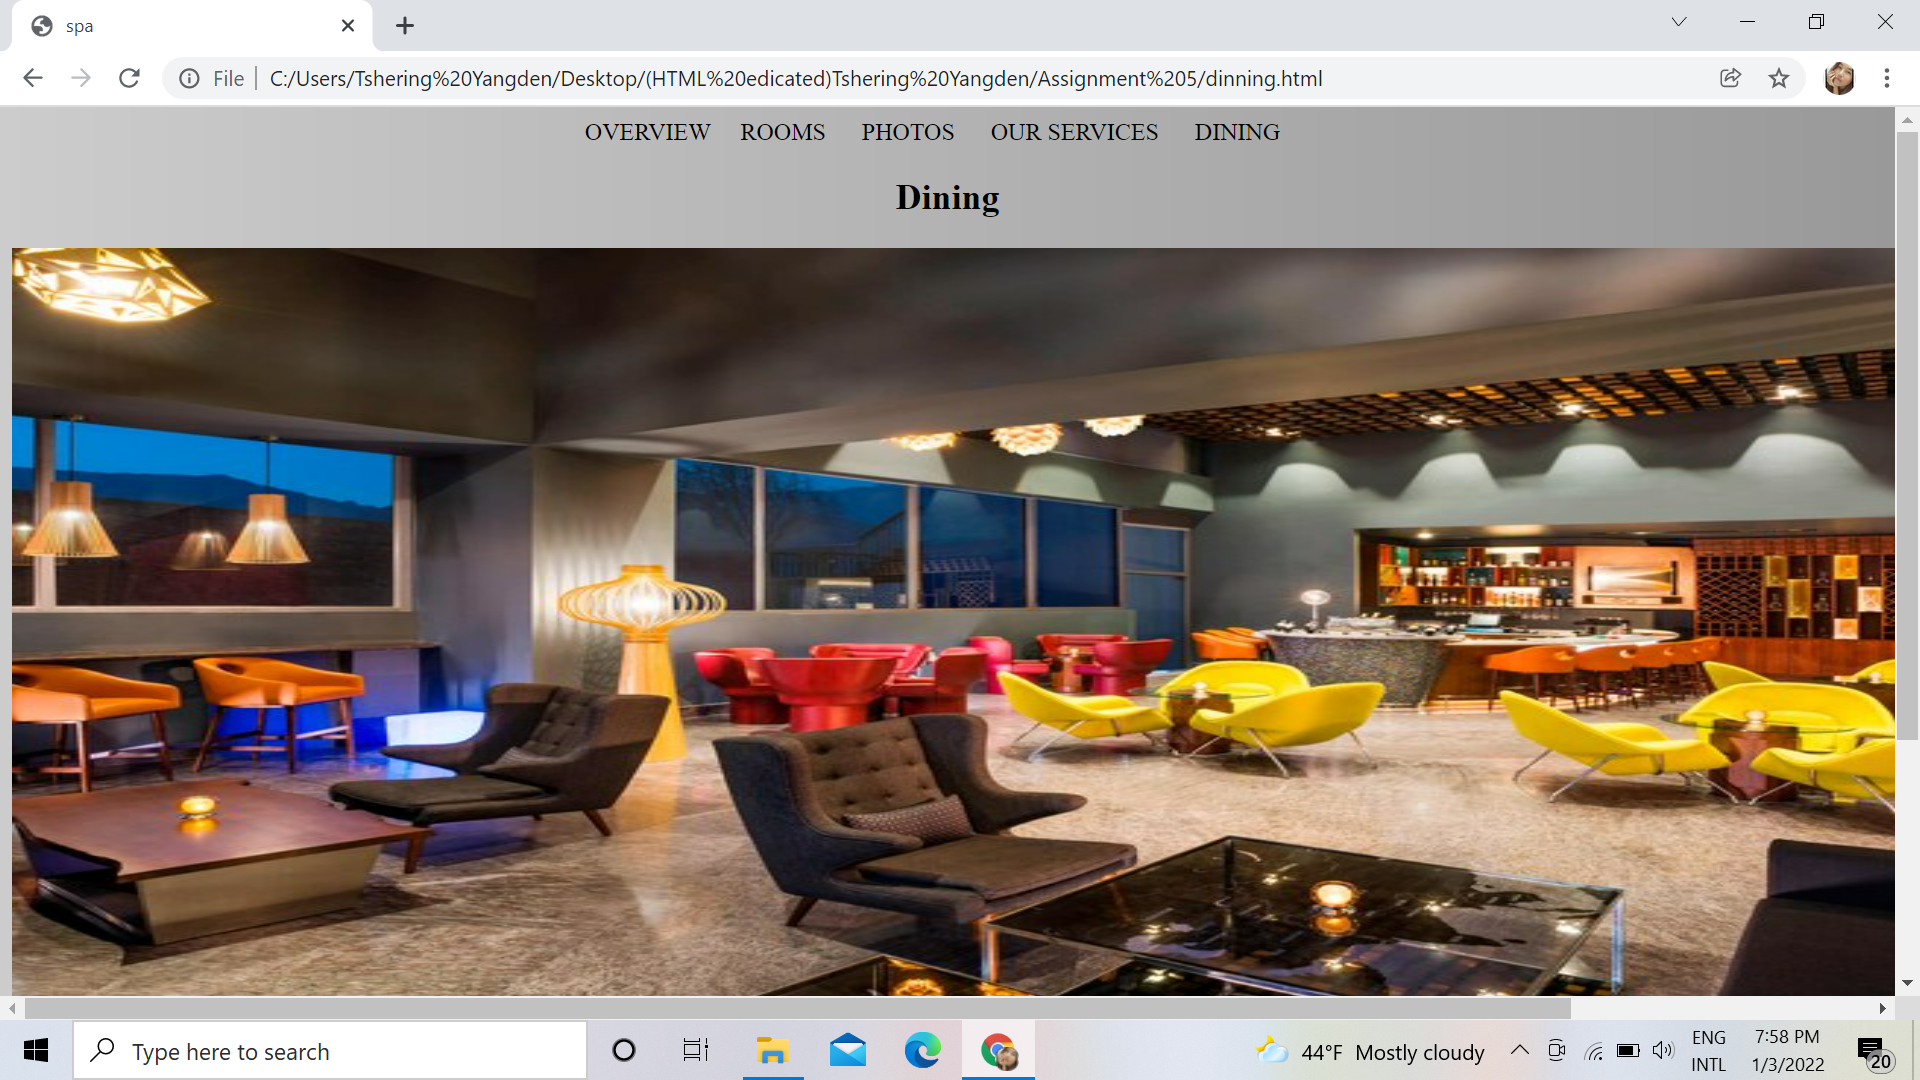 spa
File
C:/Users/Tshering%20Yangden/Desktop/(HTML%20edicated)Tshering%20Yangden/Assignment%205/dinning.html
OVERVIEW ROOMS PHOTOS OUR SERVICES DINING
Dining
Type here to search
44°F Mostly cloudy
ENG
INTL
7:58 PM
1/3/2022
20